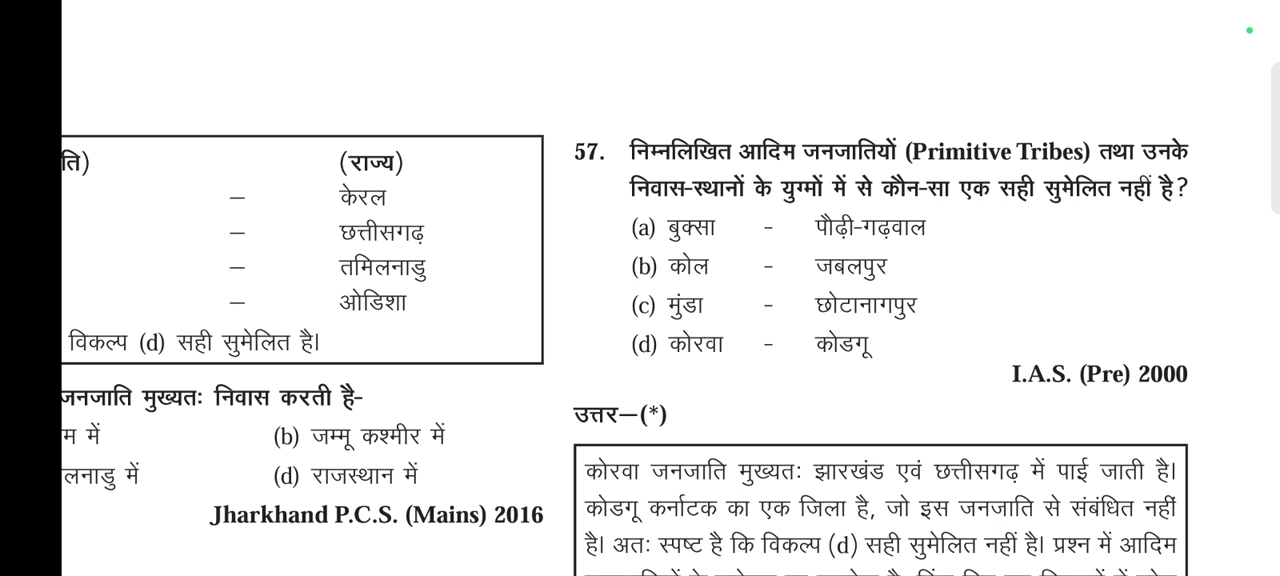 ति) (राज्य)
– केरल
– छत्तीसगढ़
– तमिलनाडु
– ओडिशा
विकल्प (d) सही सुमेलित है।
जनजाति मुख्यतः निवास करती है-
म में (b) जम्मू कश्मीर में
लनाडु में (d) राजस्थान में
Jharkhand P.C.S. (Mains) 2016
57. निम्नलिखित आदिम जनजातियों (Primitive Tribes) तथा उनके
निवास-स्थानों के युग्मों में से कौन-सा एक सही सुमेलित नहीं है?
(a) बुक्सा - पौढ़ी-गढ़वाल
(b) कोल - जबलपुर
(c) मुंडा - छोटानागपुर
(d) कोरवा - कोडगू
I.A.S. (Pre) 2000
उत्तर–(*)
कोरवा जनजाति मुख्यतः झारखंड एवं छत्तीसगढ़ में पाई जाती है।
कोडगू कर्नाटक का एक जिला है, जो इस जनजाति से संबंधित नहीं
है। अतः स्पष्ट है कि विकल्प (d) सही सुमेलित नहीं है। प्रश्न में आदिम